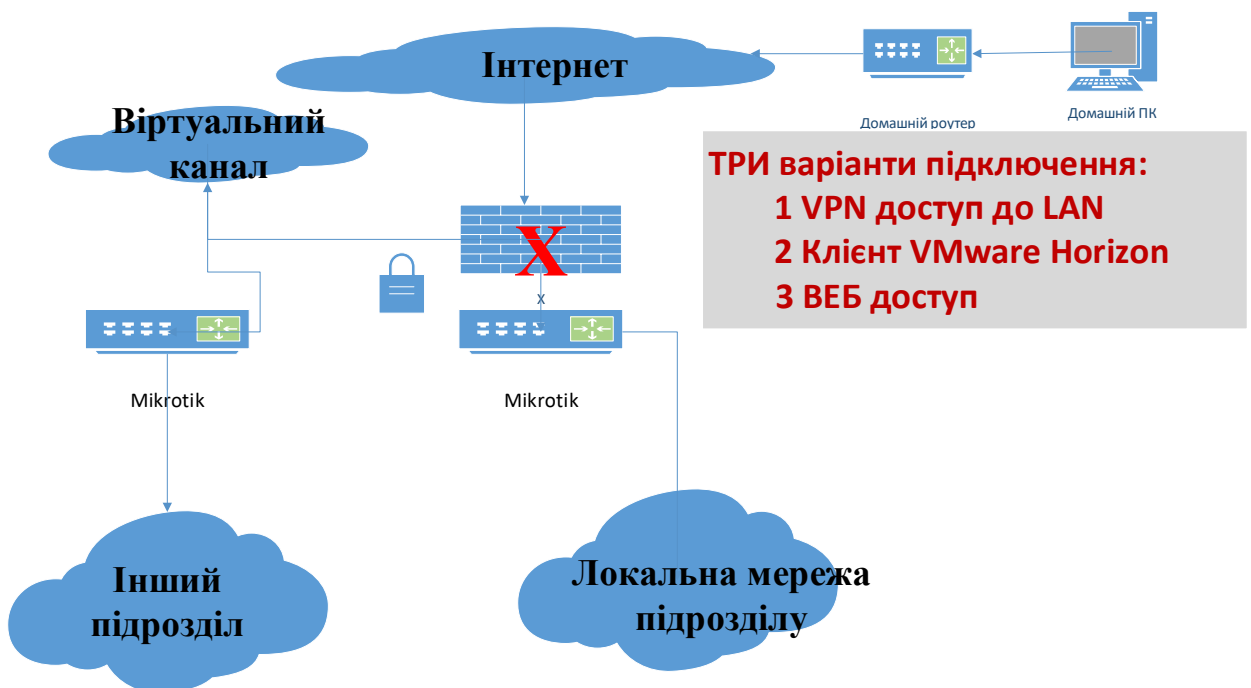 Інтернет
Віртуальний
канал
Домашній роутер
Домашній ПК
ТРИ варіанти підключення:
1 VPN доступ до LAN
2 Клієнт VMware Horizon
3 ВЕБ доступ
X
x
Mikrotik
Mikrotik
Інший
підрозділ
Локальна мережа
підрозділу